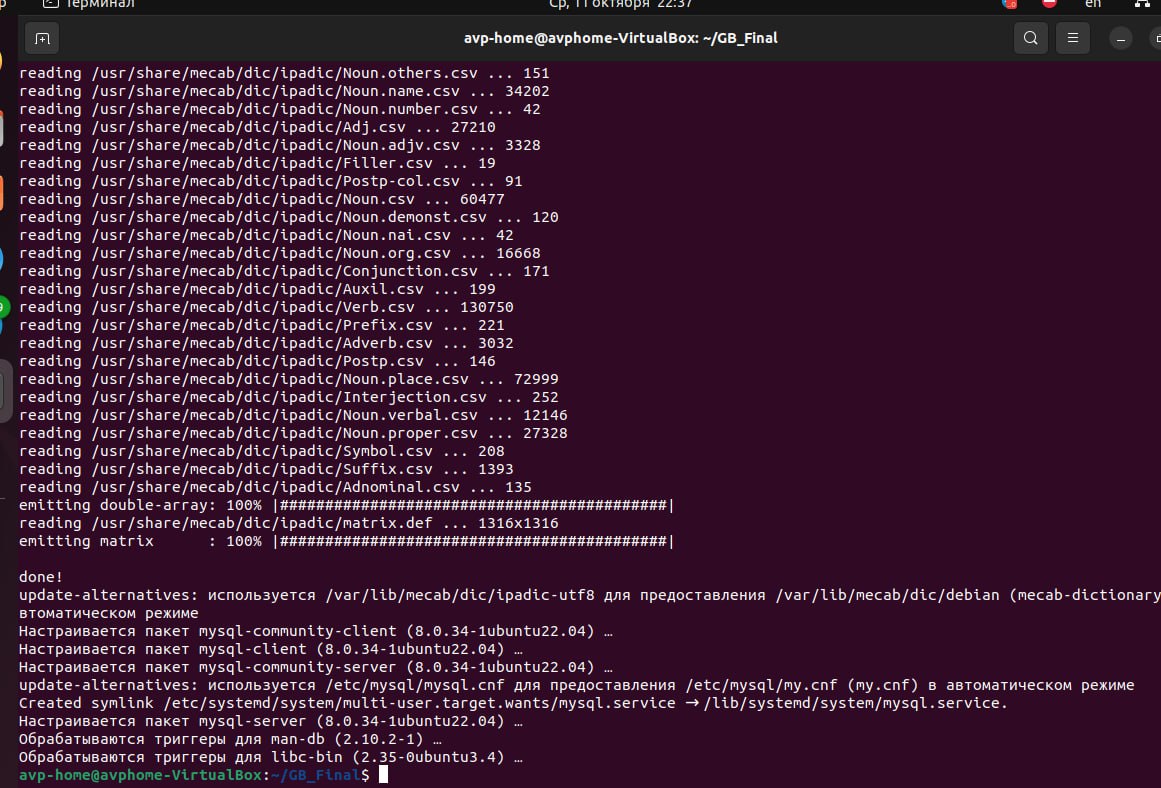 Терминал
Ср, 11 октября 22:37
en
avp-home@avphome-VirtualBox: ~/GB_Final
reading /usr/share/mecab/dic/ipadic/Noun.others.csv ... 151
reading /usr/share/mecab/dic/ipadic/Noun.name.csv ... 34202
reading /usr/share/mecab/dic/ipadic/Noun.number.csv ... 42
reading /usr/share/mecab/dic/ipadic/Adj.csv ... 27210
reading /usr/share/mecab/dic/ipadic/Noun.adjv.csv ... 3328
reading /usr/share/mecab/dic/ipadic/Filler.csv ... 19
reading /usr/share/mecab/dic/ipadic/Postp-col.csv ... 91
reading /usr/share/mecab/dic/ipadic/Noun.csv ... 60477
reading /usr/share/mecab/dic/ipadic/Noun.demonst.csv ... 120
reading /usr/share/mecab/dic/ipadic/Noun.nai.csv ... 42
reading /usr/share/mecab/dic/ipadic/Noun.org.csv ... 16668
reading /usr/share/mecab/dic/ipadic/Conjunction.csv ... 171
reading /usr/share/mecab/dic/ipadic/Auxil.csv ... 199
reading /usr/share/mecab/dic/ipadic/Verb.csv ... 130750
reading /usr/share/mecab/dic/ipadic/Prefix.csv ... 221
reading /usr/share/mecab/dic/ipadic/Adverb.csv ... 3032
reading /usr/share/mecab/dic/ipadic/Postp.csv ... 146
reading /usr/share/mecab/dic/ipadic/Noun.place.csv ... 72999
reading /usr/share/mecab/dic/ipadic/Interjection.csv ... 252
reading /usr/share/mecab/dic/ipadic/Noun.verbal.csv ... 12146
reading /usr/share/mecab/dic/ipadic/Noun.proper.csv ... 27328
reading /usr/share/mecab/dic/ipadic/Symbol.csv ... 208
reading /usr/share/mecab/dic/ipadic/Suffix.csv ... 1393
reading /usr/share/mecab/dic/ipadic/Adnominal.csv ... 135
emitting double-array: 100% |###########################################|
reading /usr/share/mecab/dic/ipadic/matrix.def ... 1316x1316
emitting matrix      : 100% |###########################################|
done!
update-alternatives: используется /var/lib/mecab/dic/ipadic-utf8 для предоставления /var/lib/mecab/dic/debian (mecab-dictionary
втоматическом режиме
Настраивается пакет mysql-community-client (8.0.34-1ubuntu22.04) …
Настраивается пакет mysql-client (8.0.34-1ubuntu22.04) …
Настраивается пакет mysql-community-server (8.0.34-1ubuntu22.04) …
update-alternatives: используется /etc/mysql/mysql.cnf для предоставления /etc/mysql/my.cnf (my.cnf) в автоматическом режиме
Created symlink /etc/systemd/system/multi-user.target.wants/mysql.service → /lib/systemd/system/mysql.service.
Настраивается пакет mysql-server (8.0.34-1ubuntu22.04) …
Обрабатываются триггеры для man-db (2.10.2-1) …
Обрабатываются триггеры для libc-bin (2.35-0ubuntu3.4) …
avp-home@avphome-VirtualBox:~/GB_Final$